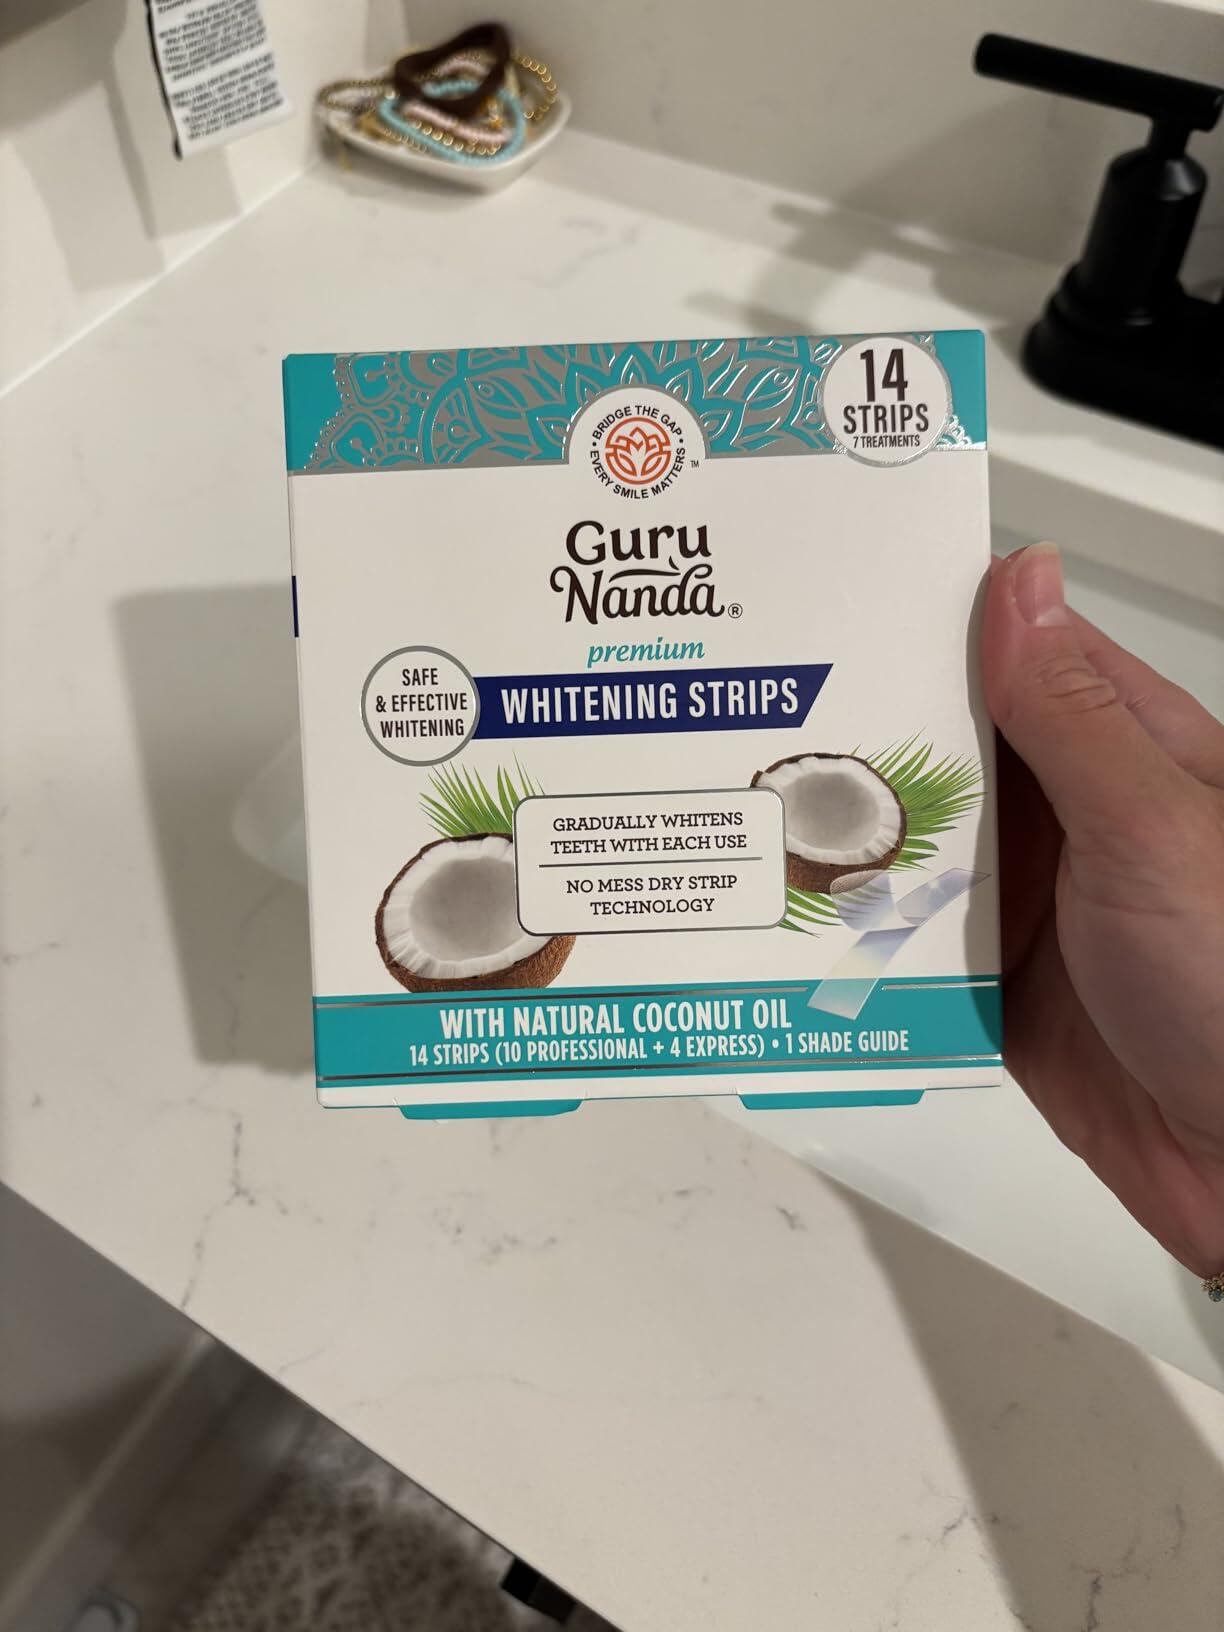 14
STRIPS
7 TREATMENTS
BRIDGE THE GAP •
• EVERY SMILE MATTERS
TM
Guru
Nanda®
premium
SAFE
& EFFECTIVE
WHITENING
WHITENING STRIPS
GRADUALLY WHITENS
TEETH WITH EACH USE
NO MESS DRY STRIP
TECHNOLOGY
WITH NATURAL COCONUT OIL
14 STRIPS (10 PROFESSIONAL + 4 EXPRESS) • 1 SHADE GUIDE